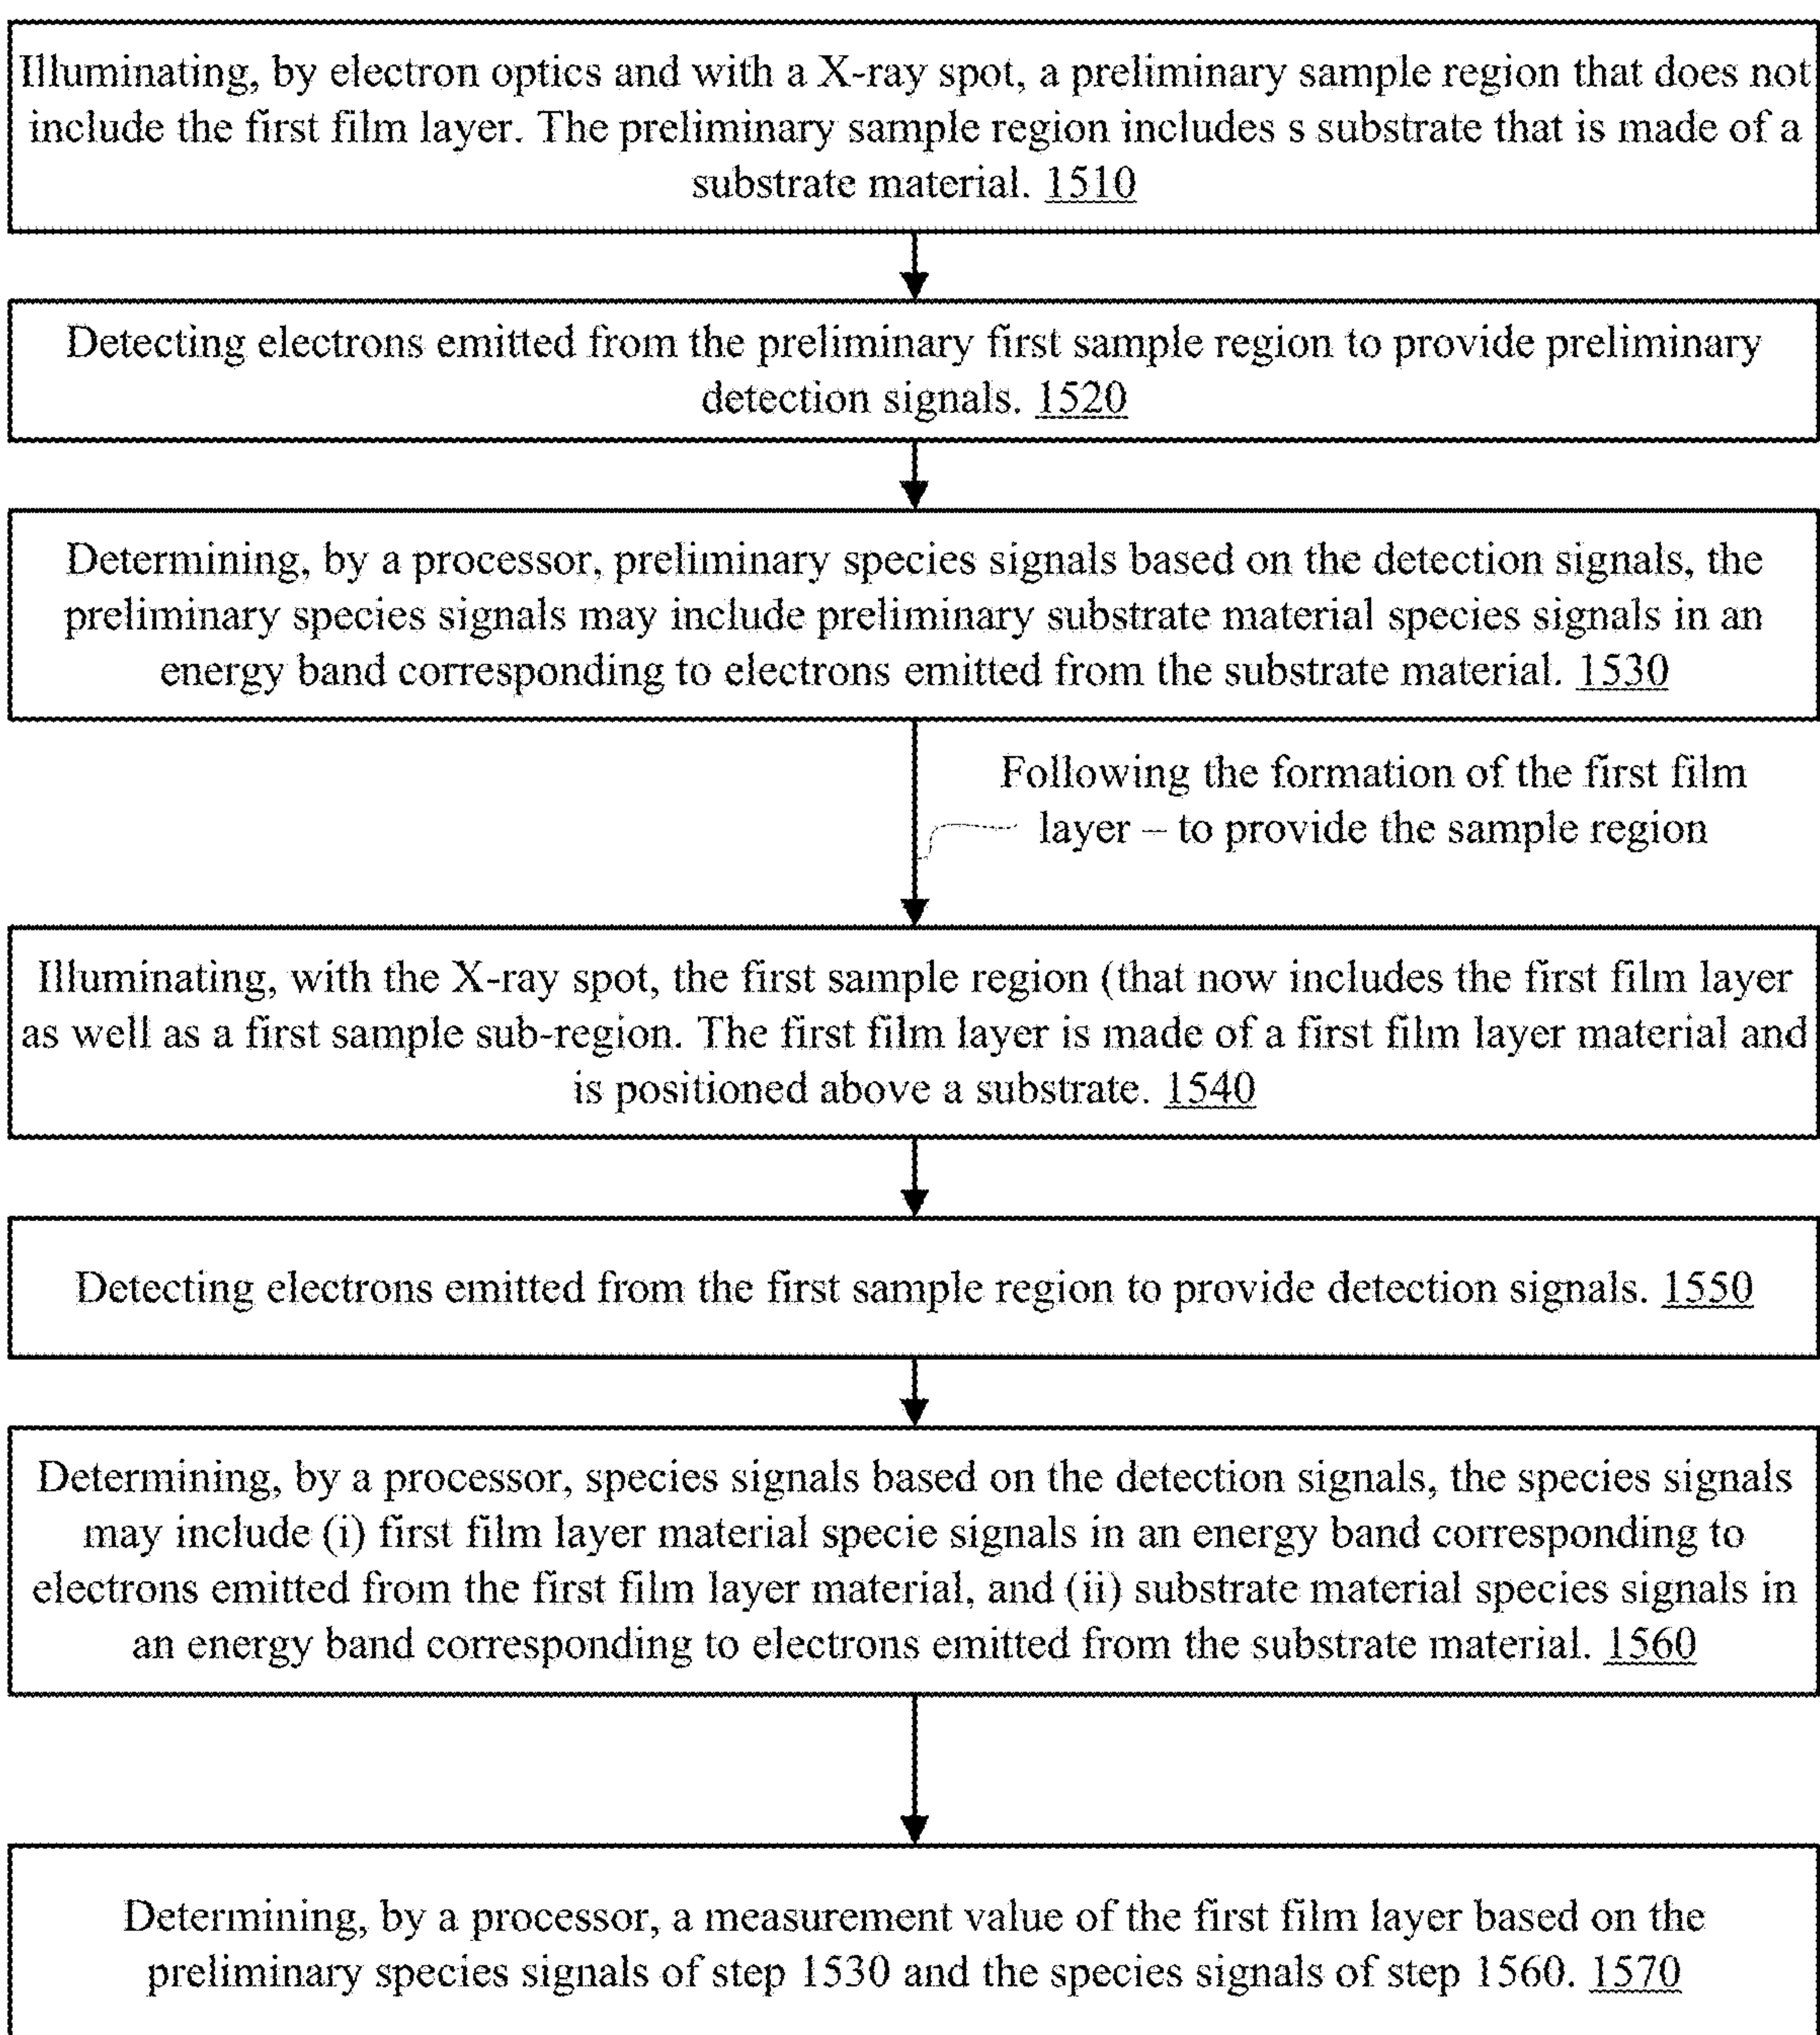 Illuminating, by electron optics and with a X-ray spot, a preliminary sample region that does not
include the first film layer. The preliminary sample region includes s substrate that is made of a
substrate material. 1510
Detecting electrons emitted from the preliminary first sample region to provide preliminary
detection signals. 1520
Determining, by a processor, preliminary species signals based on the detection signals, the
preliminary species signals may include preliminary substrate material species signals in an
energy band corresponding to electrons emitted from the substrate material. 1530
Following the formation of the first film
layer – to provide the sample region
Illuminating, with the X-ray spot, the first sample region (that now includes the first film layer
as well as a first sample sub-region. The first film layer is made of a first film layer material and
is positioned above a substrate. 1540
Detecting electrons emitted from the first sample region to provide detection signals. 1550
Determining, by a processor, species signals based on the detection signals, the species signals
may include (i) first film layer material specie signals in an energy band corresponding to
electrons emitted from the first film layer material, and (ii) substrate material species signals in
an energy band corresponding to electrons emitted from the substrate material. 1560
Determining, by a processor, a measurement value of the first film layer based on the
preliminary species signals of step 1530 and the species signals of step 1560. 1570